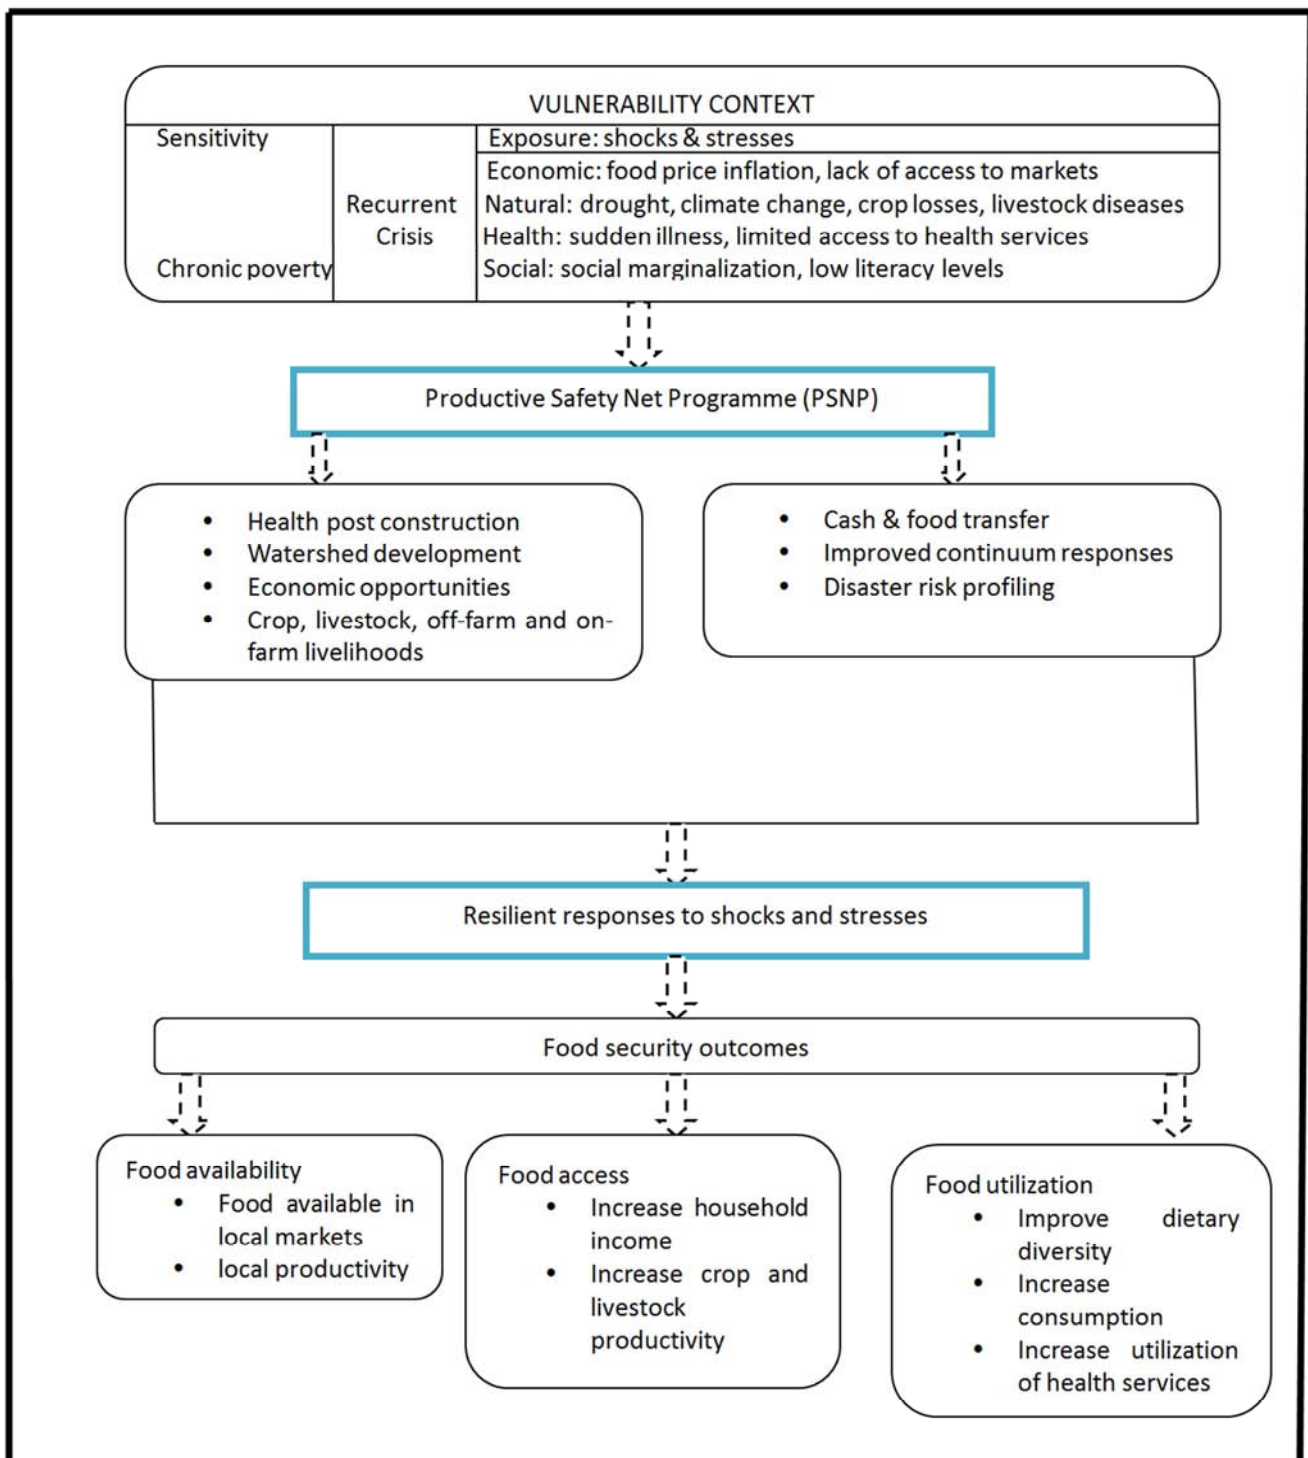 VULNERABILITY CONTEXT
Sensitivity
Chronic poverty
Recurrent
Crisis
Exposure: shocks & stresses
Economic: food price inflation, lack of access to markets
Natural: drought, climate change, crop losses, livestock diseases
Health: sudden illness, limited access to health services
Social: social marginalization, low literacy levels
Productive Safety Net Programme (PSNP)
• Health post construction
• Watershed development
• Economic opportunities
• Crop, livestock, off-farm and on-
farm livelihoods
• Cash & food transfer
• Improved continuum responses
• Disaster risk profiling
Resilient responses to shocks and stresses
Food security outcomes
Food availability
• Food available in
local markets
• local productivity
Food access
• Increase household
income
• Increase crop and
livestock
productivity
Food utilization
• Improve dietary
diversity
• Increase
consumption
• Increase utilization
of health services